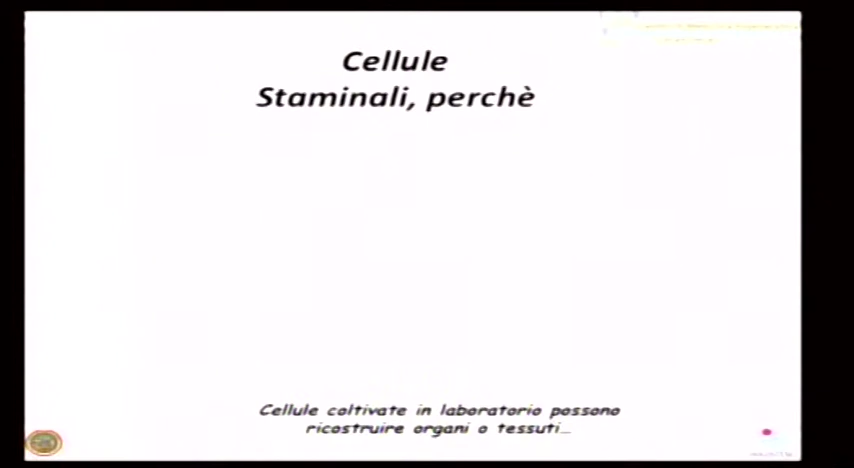 Cellule
Staminali, perchè
Cellule coltivate in laboratorio possono
ricostruire organi o tessuti...